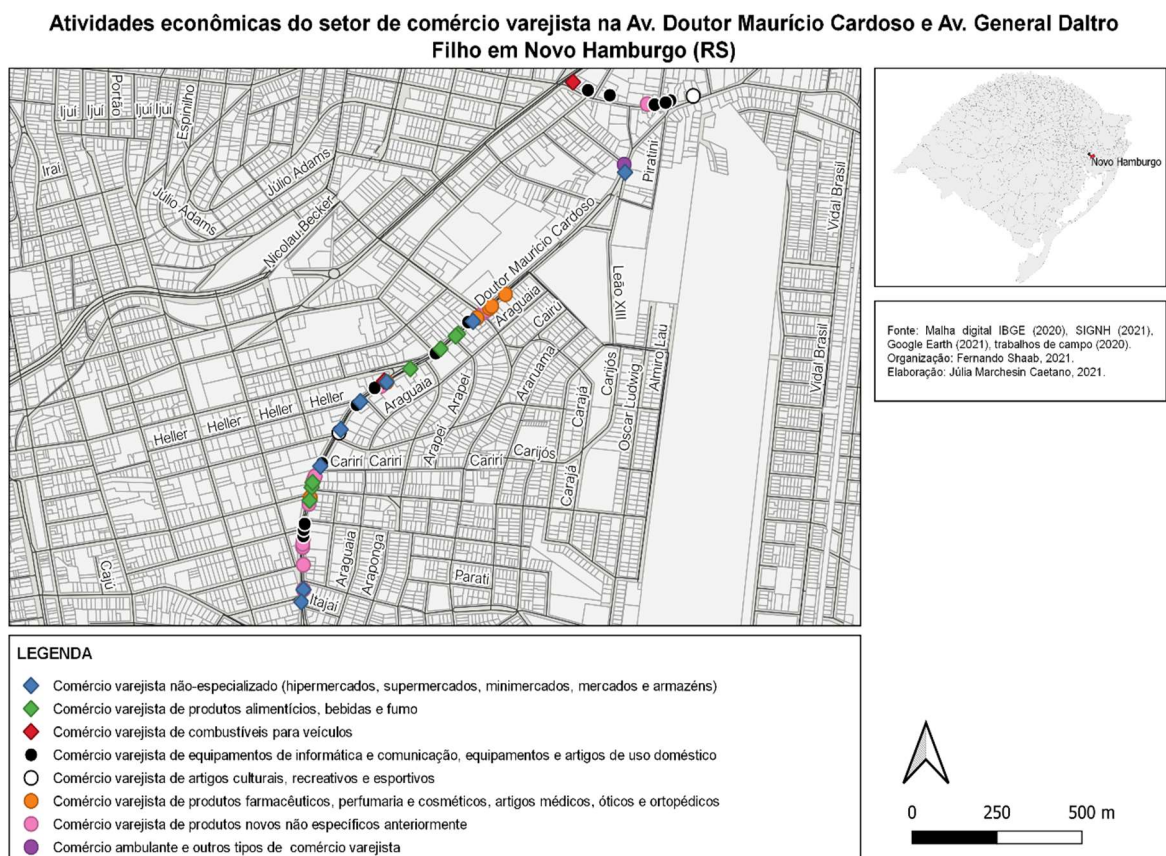 Atividades econômicas do setor de comércio varejista na Av. Doutor Maurício Cardoso e Av. General Daltro
Filho em Novo Hamburgo (RS)
Ijuí
Ijuí
Portão
Ijuí
Ijuí
Espinilho
Irai
Júlio Adams
Júlio Adams
Nicolau Becker
Piratini
Doutor Maurício Cardoso
Leão XIII
Vidal Brasil
Vidal Brasil
Araguaia
Cairú
Araruama
Carijós
Almiro Lau
Oscar Ludwig
Carajá
Heller
Heller
Heller
Heller
Araguaia
Arapei
Arapei
Carirí
Carirí
Carirí
Carijós
Carajá
Cajú
Araguaia
Araponga
Parati
Itajaí
Novo Hamburgo
Fonte: Malha digital IBGE (2020), SIGNH (2021),
Google Earth (2021), trabalhos de campo (2020).
Organização: Fernando Shaab, 2021.
Elaboração: Júlia Marchesin Caetano, 2021.
LEGENDA
Comércio varejista não-especializado (hipermercados, supermercados, minimercados, mercados e armazéns)
Comércio varejista de produtos alimentícios, bebidas e fumo
Comércio varejista de combustíveis para veículos
Comércio varejista de equipamentos de informática e comunicação, equipamentos e artigos de uso doméstico
Comércio varejista de artigos culturais, recreativos e esportivos
Comércio varejista de produtos farmacêuticos, perfumaria e cosméticos, artigos médicos, óticos e ortopédicos
Comércio varejista de produtos novos não específicos anteriormente
Comércio ambulante e outros tipos de comércio varejista
0 250 500 m